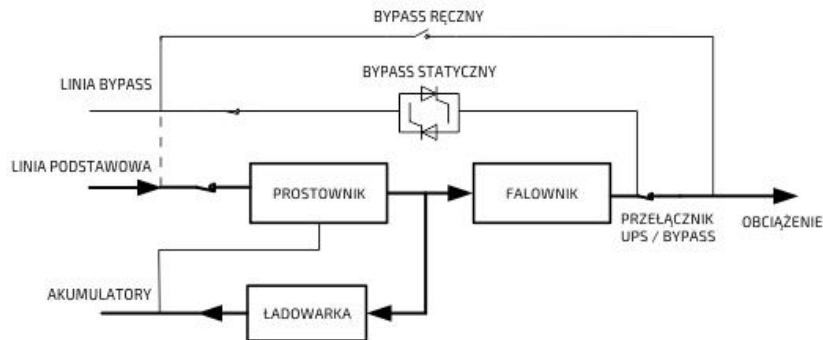 BYPASS RĘCZNY
BYPASS STATYCZNY
LINIA BYPASS
LINIA PODSTAWOWA
PROSTOWNIK
FALOWNIK
PRZEŁĄCZNIK
UPS / BYPASS
OBCIĄŻENIE
AKUMULATORY
ŁADOWARKA